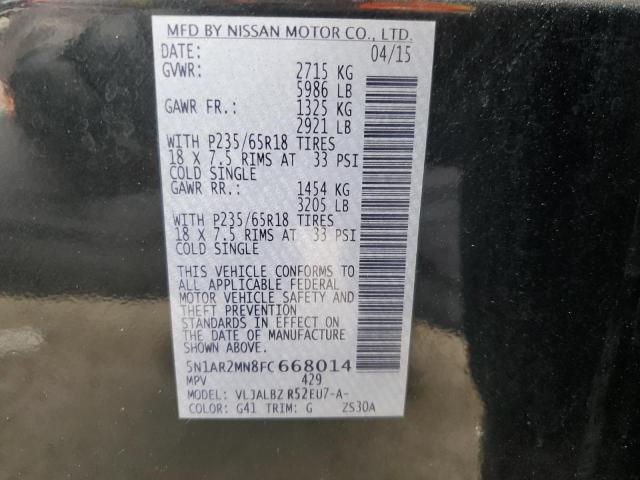 MFD BY NISSAN MOTOR CO., LTD.
DATE: 04/15
GVWR: 2715 KG
5986 LB
GAWR FR.: 1325 KG
2921 LB
WITH P235/65R18 TIRES
18 X 7.5 RIMS AT 33 PSI
COLD SINGLE
GAWR RR.: 1454 KG
3205 LB
WITH P235/65R18 TIRES
18 X 7.5 RIMS AT 33 PSI
COLD SINGLE
THIS VEHICLE CONFORMS TO
ALL APPLICABLE FEDERAL
MOTOR VEHICLE SAFETY AND
THEFT PREVENTION
STANDARDS IN EFFECT ON
THE DATE OF MANUFACTURE
SHOWN ABOVE.
5N1AR2MN8FC668014
MPV 429
MODEL: VLJALBZ R52EU7-A-
COLOR: G41 TRIM: G ZS30A